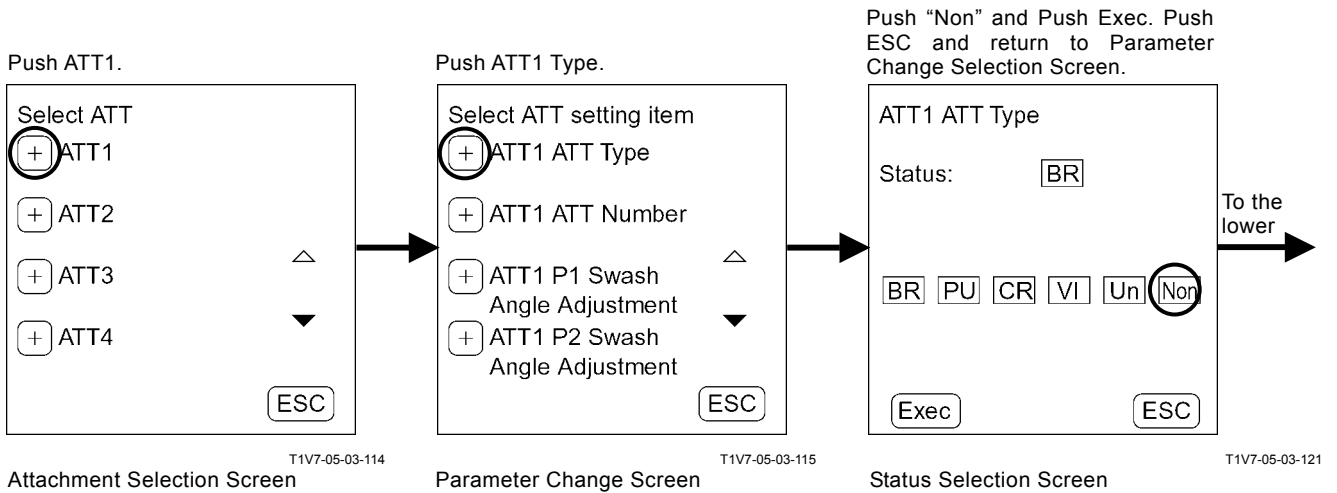 Push ATT1.
Select ATT
+ ATT1
+ ATT2
+ ATT3
+ ATT4
ESC
T1V7-05-03-114
Attachment Selection Screen
Push ATT1 Type.
Select ATT setting item
+ ATT1 ATT Type
+ ATT1 ATT Number
+ ATT1 P1 Swash
Angle Adjustment
+ ATT1 P2 Swash
Angle Adjustment
ESC
T1V7-05-03-115
Parameter Change Screen
Push “Non” and Push Exec. Push
ESC and return to Parameter
Change Selection Screen.
ATT1 ATT Type
Status: BR
BR PU CR VI Un Non
Exec ESC
To the
lower
T1V7-05-03-121
Status Selection Screen